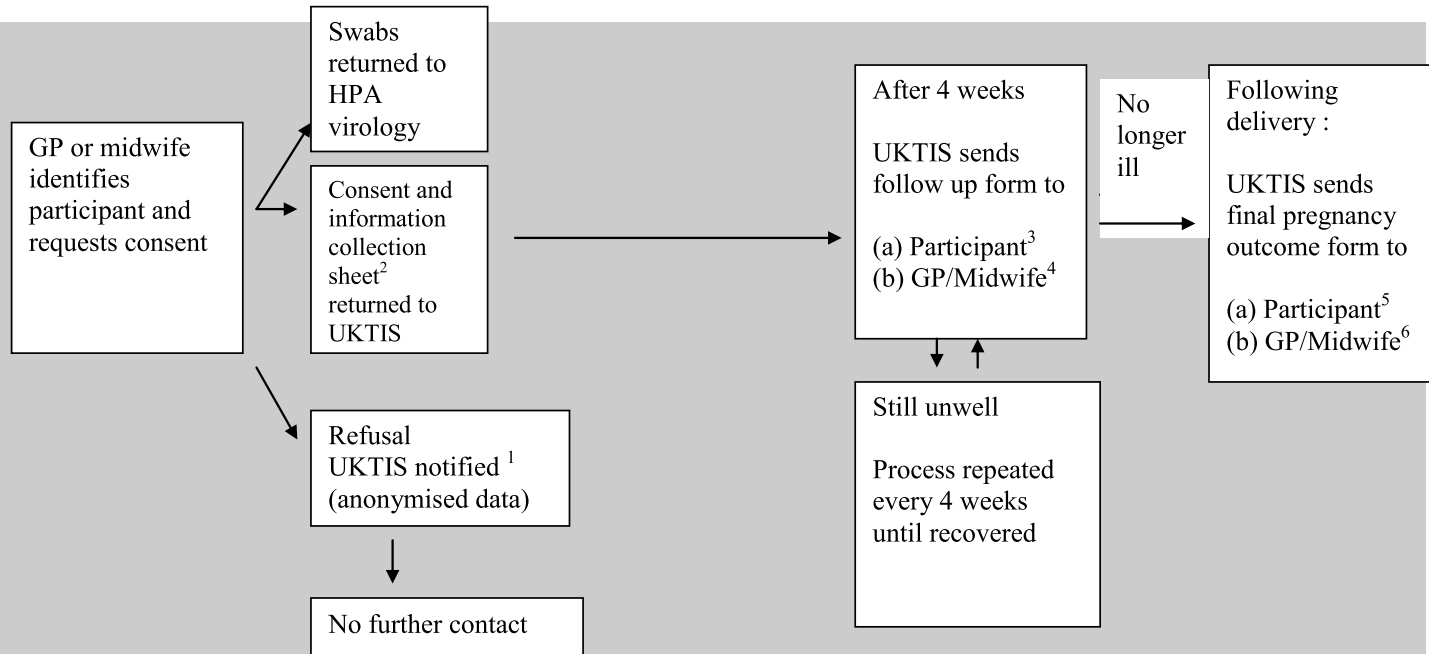 GP or midwife
identifies
participant and
requests consent
Swabs
returned to
HPA
virology
Consent and
information
collection
sheet2
returned to
UKTIS
Refusal
UKTIS notified 1
(anonymised data)
No further contact
After 4 weeks
UKTIS sends
follow up form to
(a) Participant3
(b) GP/Midwife4
Still unwell
Process repeated
every 4 weeks
until recovered
No
longer
ill
Following
delivery :
UKTIS sends
final pregnancy
outcome form to
(a) Participant5
(b) GP/Midwife6